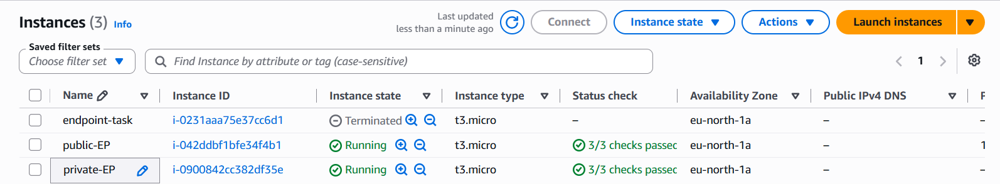 Instances (3) Info
Last updated
less than a minute ago
Connect
Instance state
Actions
Launch instances
Saved filter sets
Choose filter set
Find Instance by attribute or tag (case-sensitive)
1
Name Instance ID Instance state Instance type Status check Availability Zone Public IPv4 DNS
endpoint-task i-0231aaa75e37cc6d1 Terminated t3.micro – eu-north-1a –
public-EP i-042ddbf1bfe34f4b1 Running t3.micro 3/3 checks passed eu-north-1a – 1
private-EP i-0900842cc382df35e Running t3.micro 3/3 checks passed eu-north-1a – –